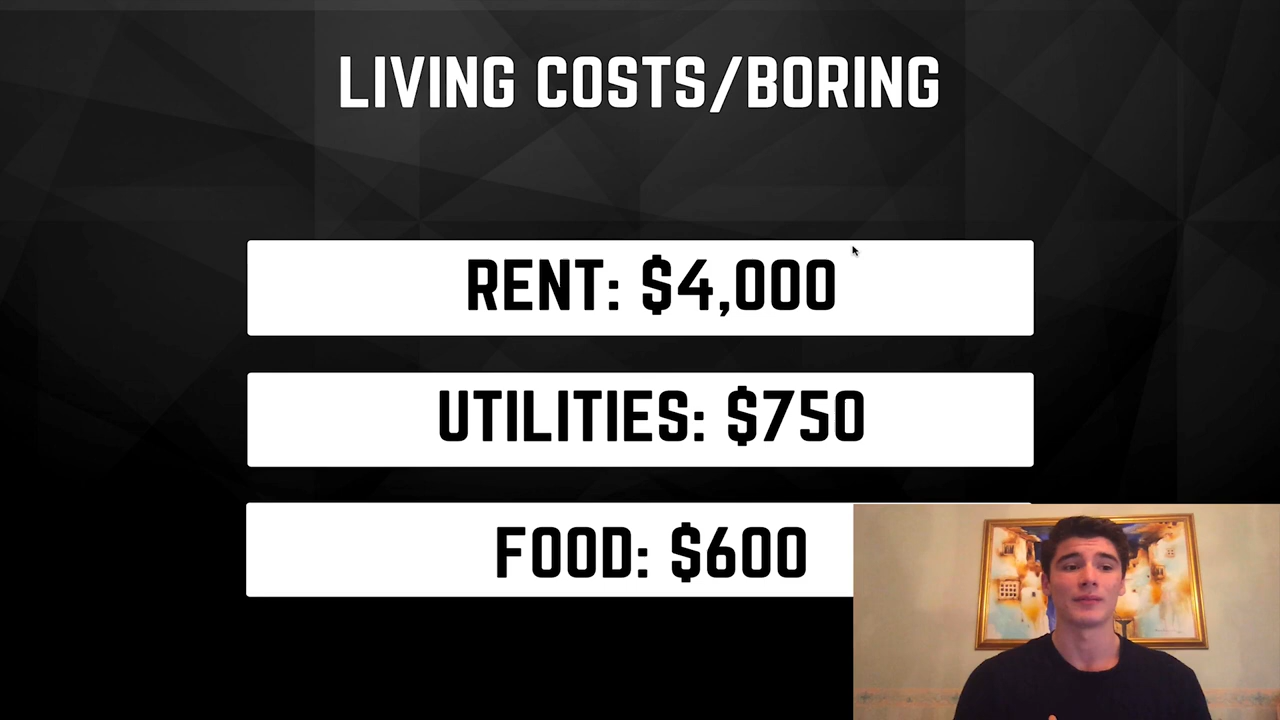 LIVING COSTS/BORING
RENT: $4,000
UTILITIES: $750
FOOD: $600